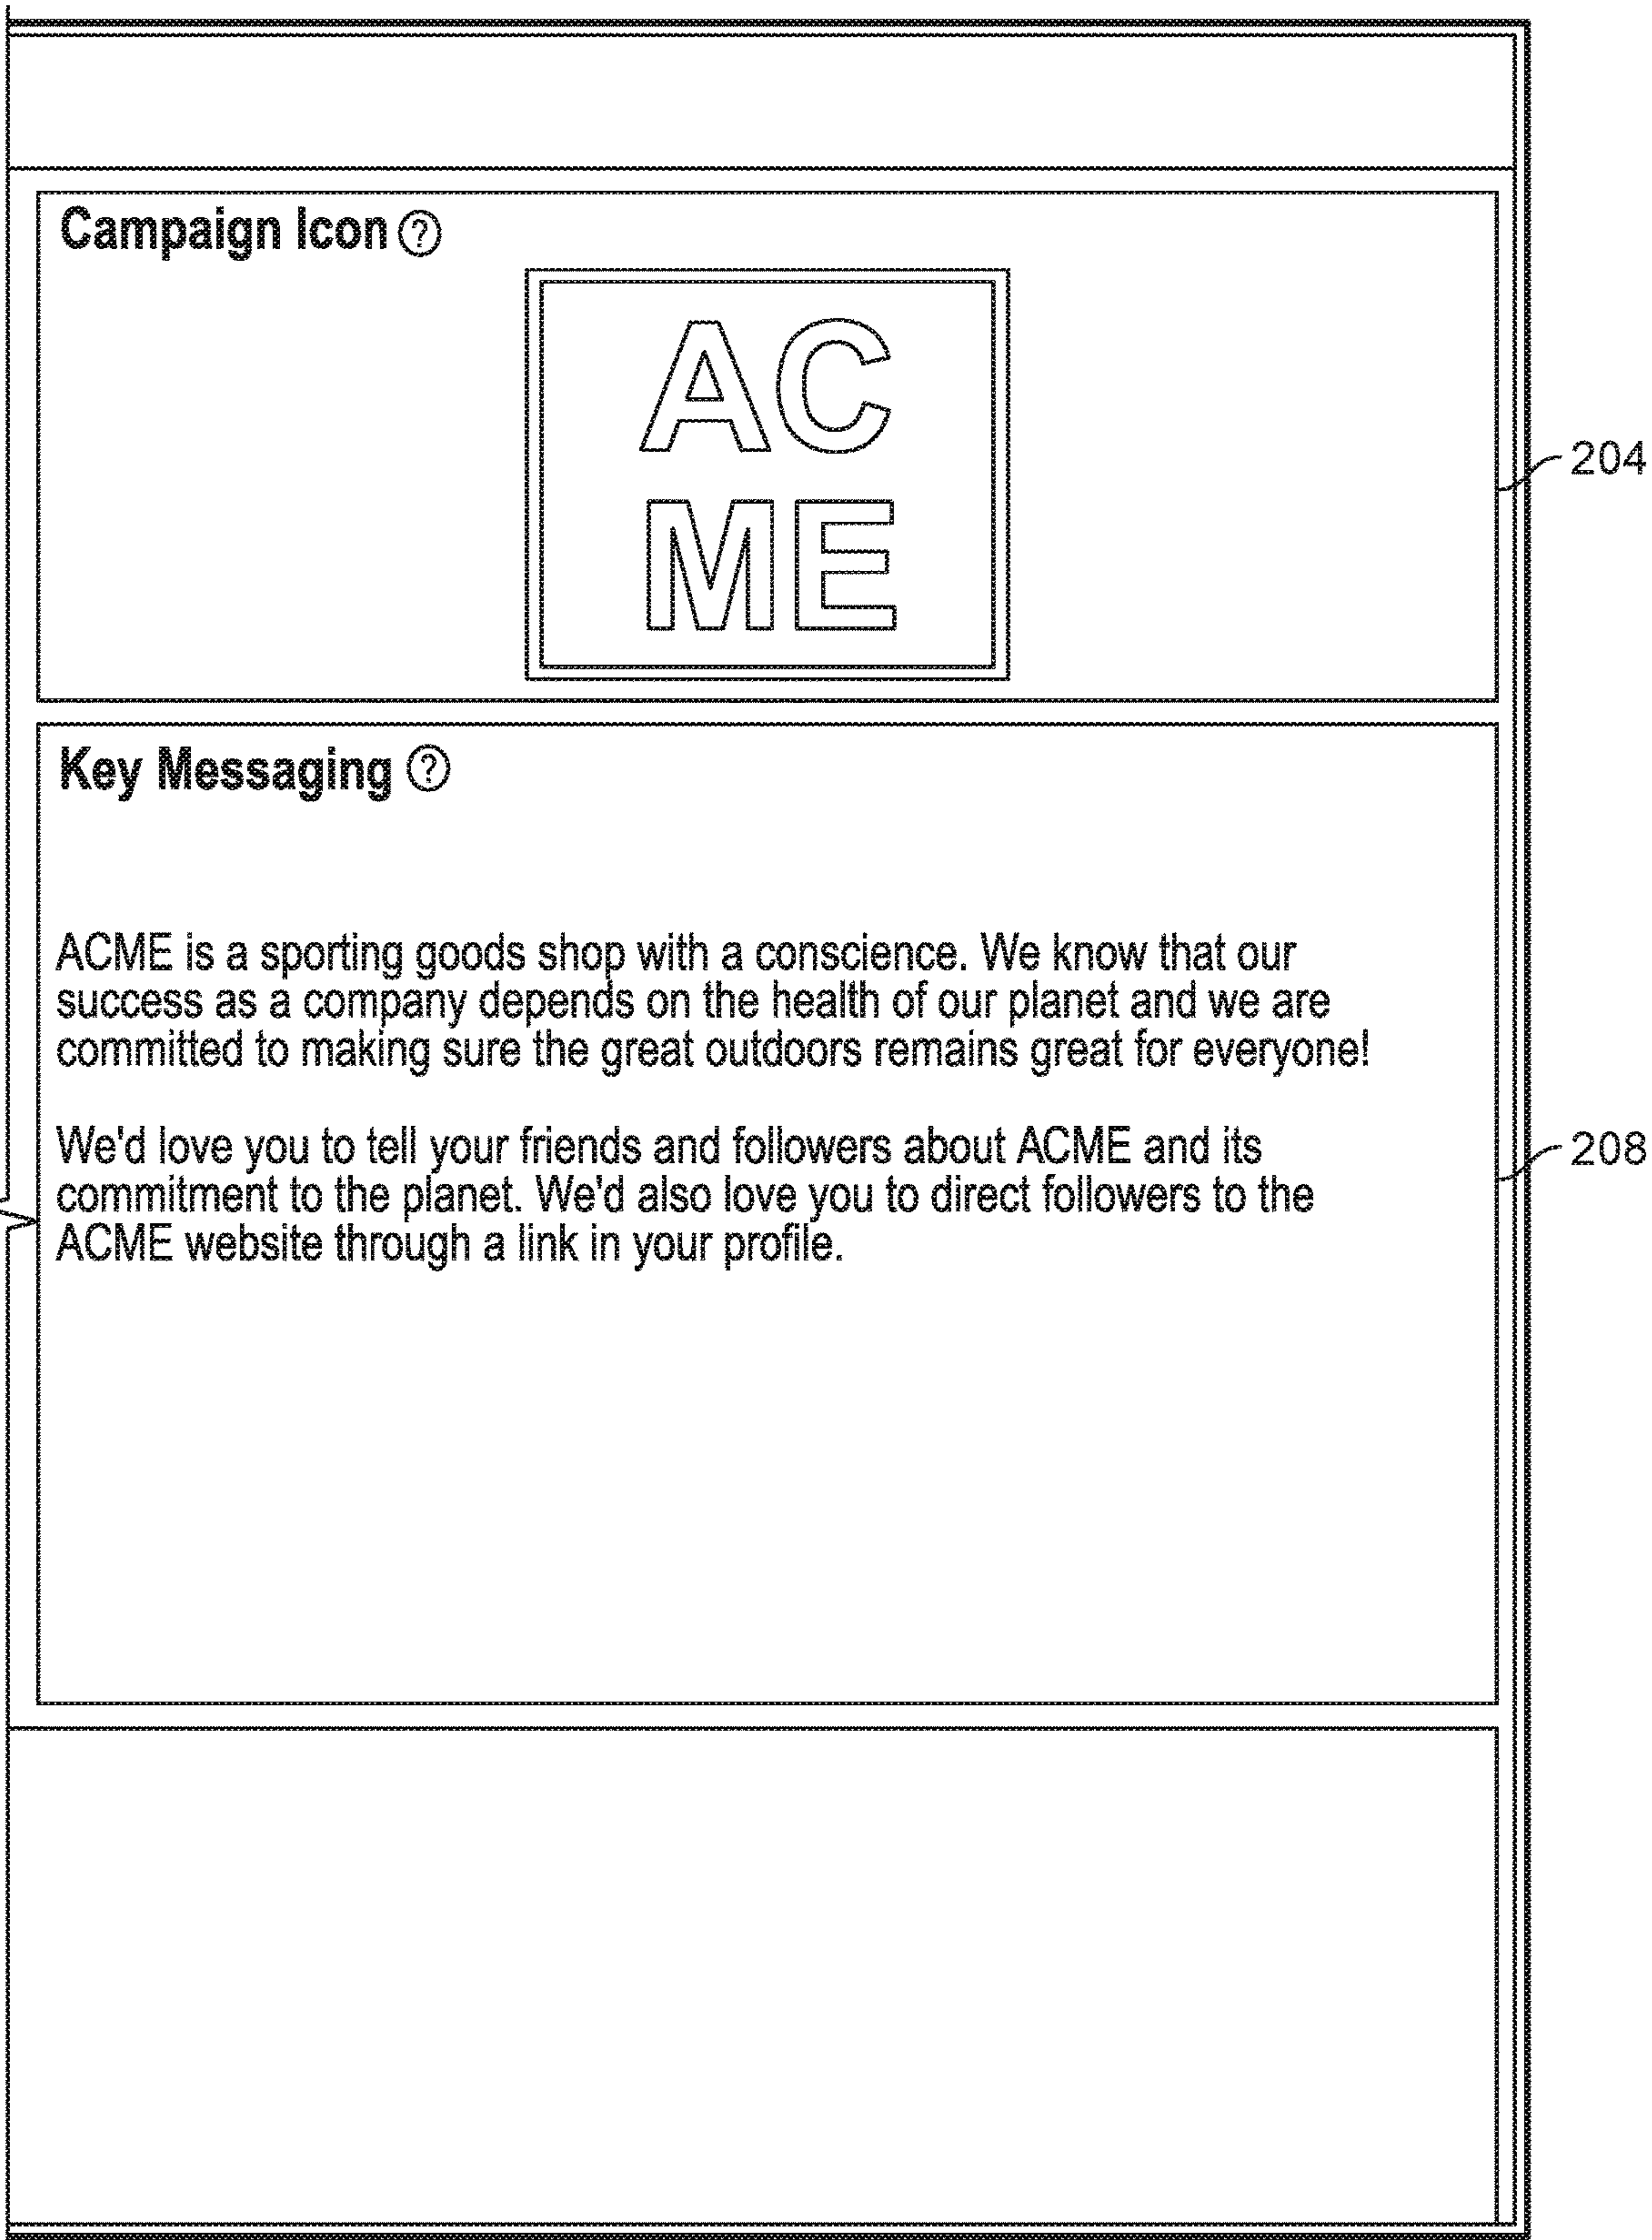 Campaign Icon ?
AC
ME
204
Key Messaging ?
ACME is a sporting goods shop with a conscience. We know that our
success as a company depends on the health of our planet and we are
committed to making sure the great outdoors remains great for everyone!
We'd love you to tell your friends and followers about ACME and its
commitment to the planet. We'd also love you to direct followers to the
ACME website through a link in your profile.
208